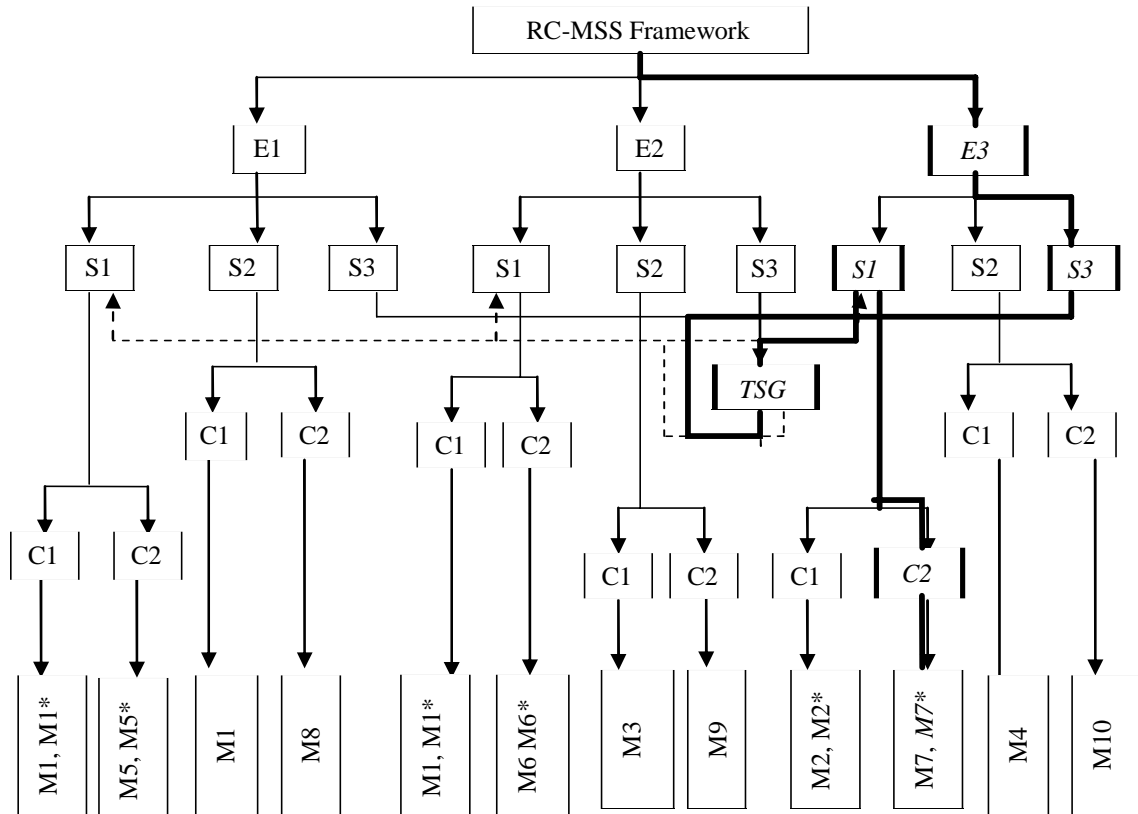 RC-MSS Framework
E1
E2
E3
S1
S2
S3
S1
S2
S3
S1
S2
S3
TSG
C1
C2
C1
C2
C1
C2
C1
C2
C1
C2
C1
C2
M1, M1*
M5, M5*
M1
M8
M1, M1*
M6 M6*
M3
M9
M2, M2*
M7, M7*
M4
M10